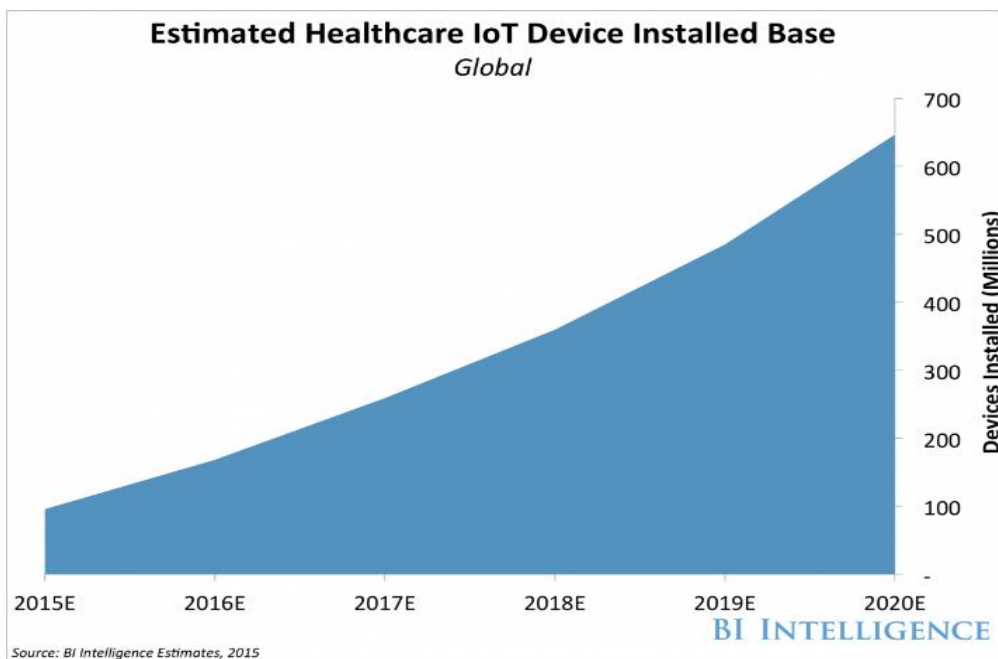 Estimated Healthcare IoT Device Installed Base
Global
700
600
500
400
300
200
100
-
Devices Installed (Millions)
2015E 2016E 2017E 2018E 2019E 2020E
BI INTELLIGENCE
Source: BI Intelligence Estimates, 2015